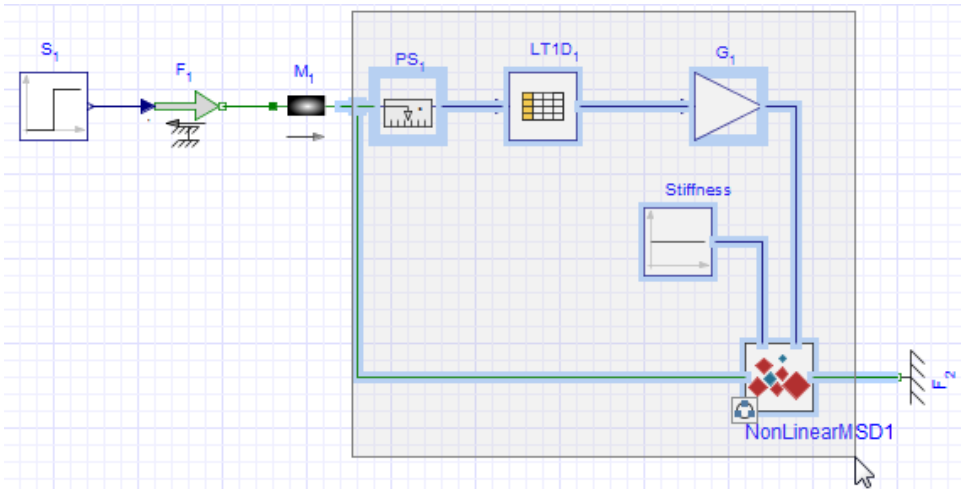 S₁
F₁
M₁
PS₁
LT1D₁
G₁
Stiffness
F₂
NonLinearMSD1